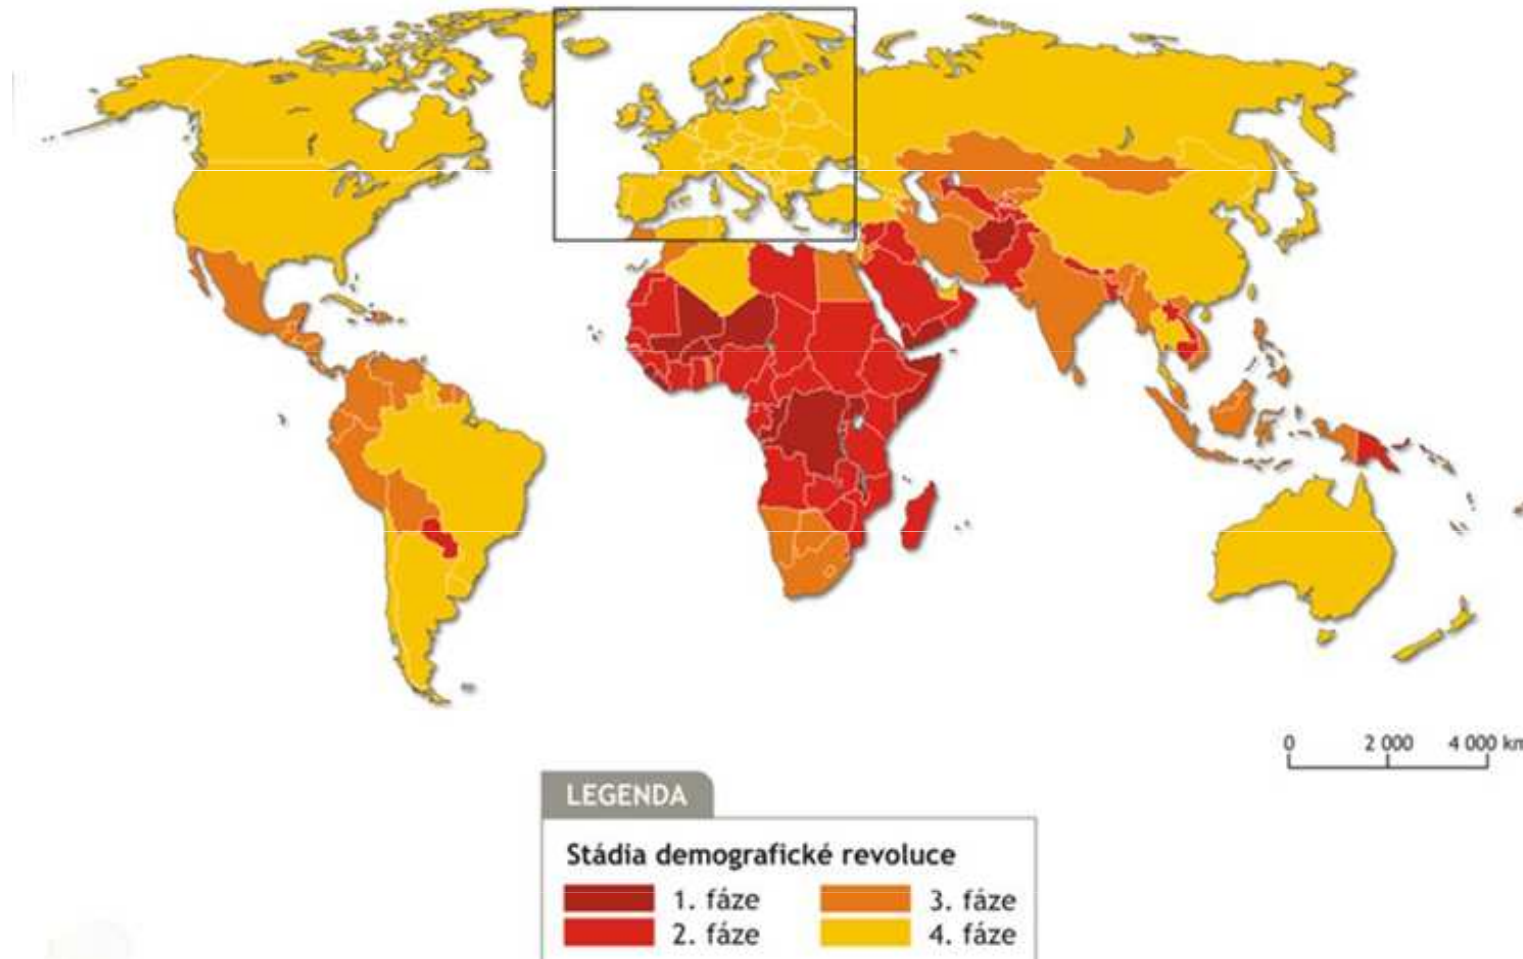 0 2 000 4 000 km
LEGENDA
Stádia demografické revoluce
1. fáze 3. fáze
2. fáze 4. fáze